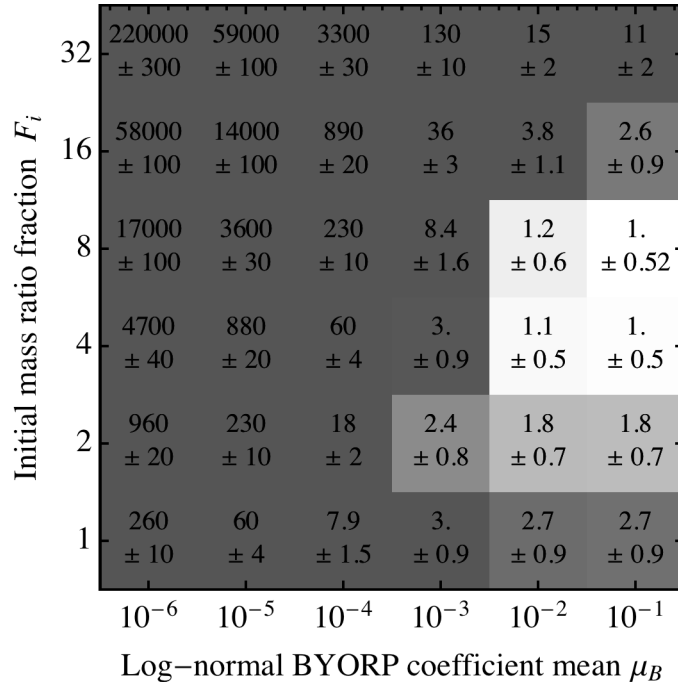 32
220000 59000 3300 130 15 11
± 300 ± 100 ± 30 ± 10 ± 2 ± 2
16
58000 14000 890 36 3.8 2.6
± 100 ± 100 ± 20 ± 3 ± 1.1 ± 0.9
8
17000 3600 230 8.4 1.2 1.
± 100 ± 30 ± 10 ± 1.6 ± 0.6 ± 0.52
4
4700 880 60 3. 1.1 1.
± 40 ± 20 ± 4 ± 0.9 ± 0.5 ± 0.5
2
960 230 18 2.4 1.8 1.8
± 20 ± 10 ± 2 ± 0.8 ± 0.7 ± 0.7
1
260 60 7.9 3. 2.7 2.7
± 10 ± 4 ± 1.5 ± 0.9 ± 0.9 ± 0.9
10⁻⁶ 10⁻⁵ 10⁻⁴ 10⁻³ 10⁻² 10⁻¹
Log−normal BYORP coefficient mean μ_B
Initial mass ratio fraction F_i